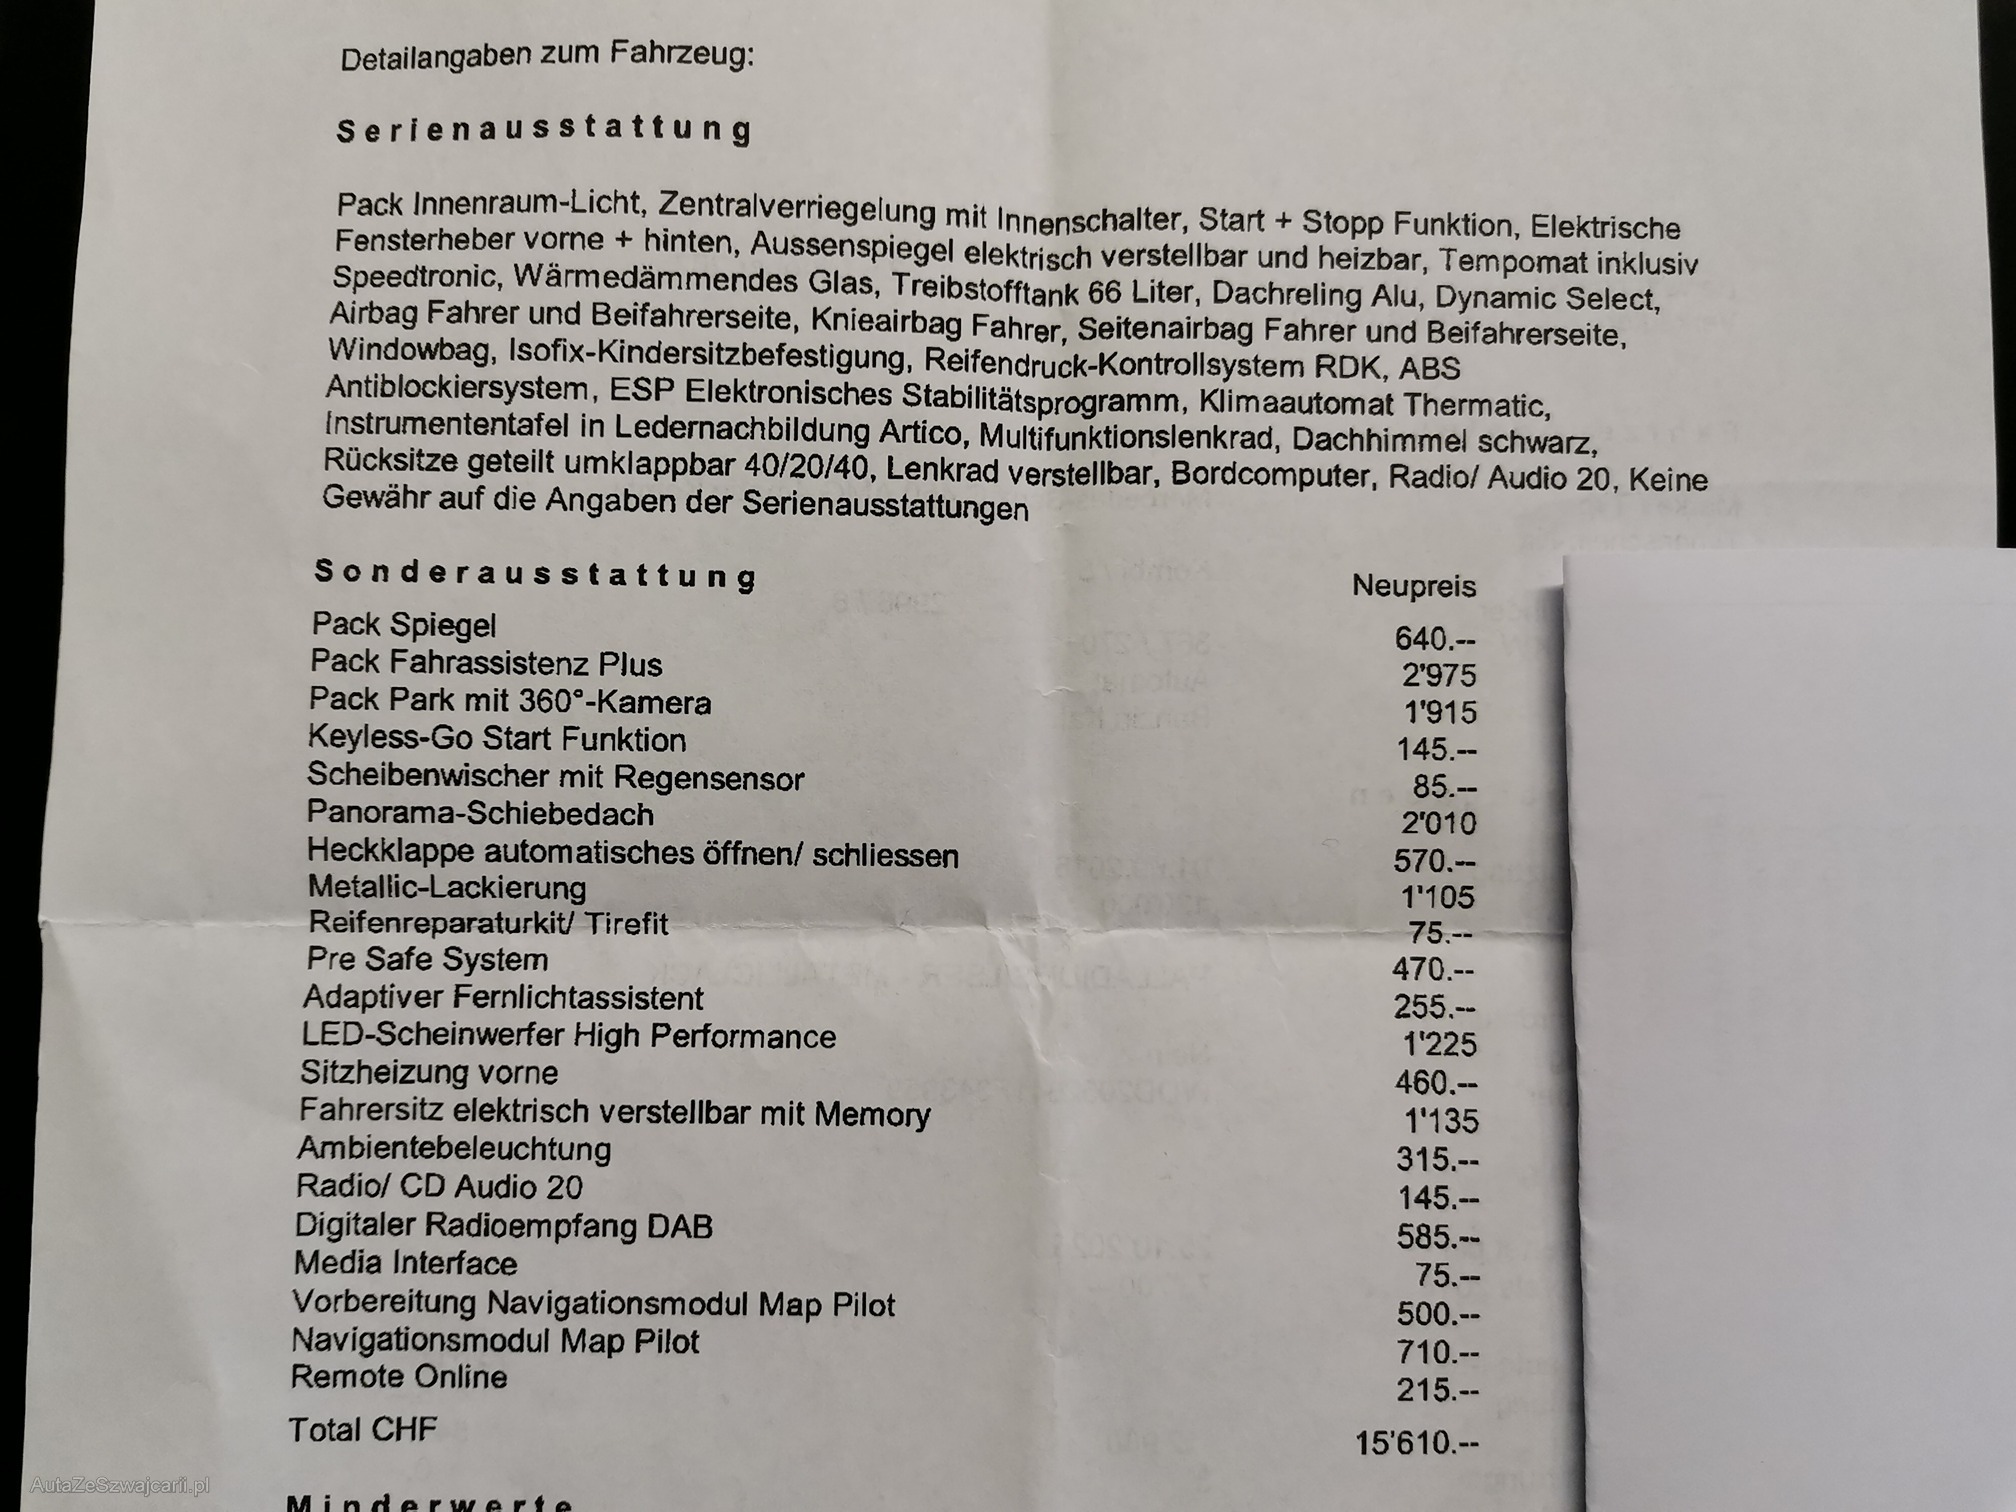 Detailangaben zum Fahrzeug:
Serienausstattung
Pack Innenraum-Licht, Zentralverriegelung mit Innenschalter, Start + Stopp Funktion, Elektrische
Fensterheber vorne + hinten, Aussenspiegel elektrisch verstellbar und heizbar, Tempomat inklusiv
Speedtronic, Wärmedämmendes Glas, Treibstofftank 66 Liter, Dachreling Alu, Dynamic Select,
Airbag Fahrer und Beifahrerseite, Knieairbag Fahrer, Seitenairbag Fahrer und Beifahrerseite,
Windowbag, Isofix-Kindersitzbefestigung, Reifendruck-Kontrollsystem RDK, ABS
Antiblockiersystem, ESP Elektronisches Stabilitätsprogramm, Klimaautomat Thermatic,
Instrumententafel in Ledernachbildung Artico, Multifunktionslenkrad, Dachhimmel schwarz,
Rücksitze geteilt umklappbar 40/20/40, Lenkrad verstellbar, Bordcomputer, Radio/ Audio 20, Keine
Gewähr auf die Angaben der Serienausstattungen
Sonderausstattung Neupreis
Pack Spiegel 640.--
Pack Fahrassistenz Plus 2'975
Pack Park mit 360°-Kamera 1'915
Keyless-Go Start Funktion 145.--
Scheibenwischer mit Regensensor 85.--
Panorama-Schiebedach 2'010
Heckklappe automatisches öffnen/ schliessen 570.--
Metallic-Lackierung 1'105
Reifenreparaturkit/ Tirefit 75.--
Pre Safe System 470.--
Adaptiver Fernlichtassistent 255.--
LED-Scheinwerfer High Performance 1'225
Sitzheizung vorne 460.--
Fahrersitz elektrisch verstellbar mit Memory 1'135
Ambientebeleuchtung 315.--
Radio/ CD Audio 20 145.--
Digitaler Radioempfang DAB 585.--
Media Interface 75.--
Vorbereitung Navigationsmodul Map Pilot 500.--
Navigationsmodul Map Pilot 710.--
Remote Online 215.--
Total CHF 15'610.--
Minderwerte
AutaZeSzwajcarii.pl